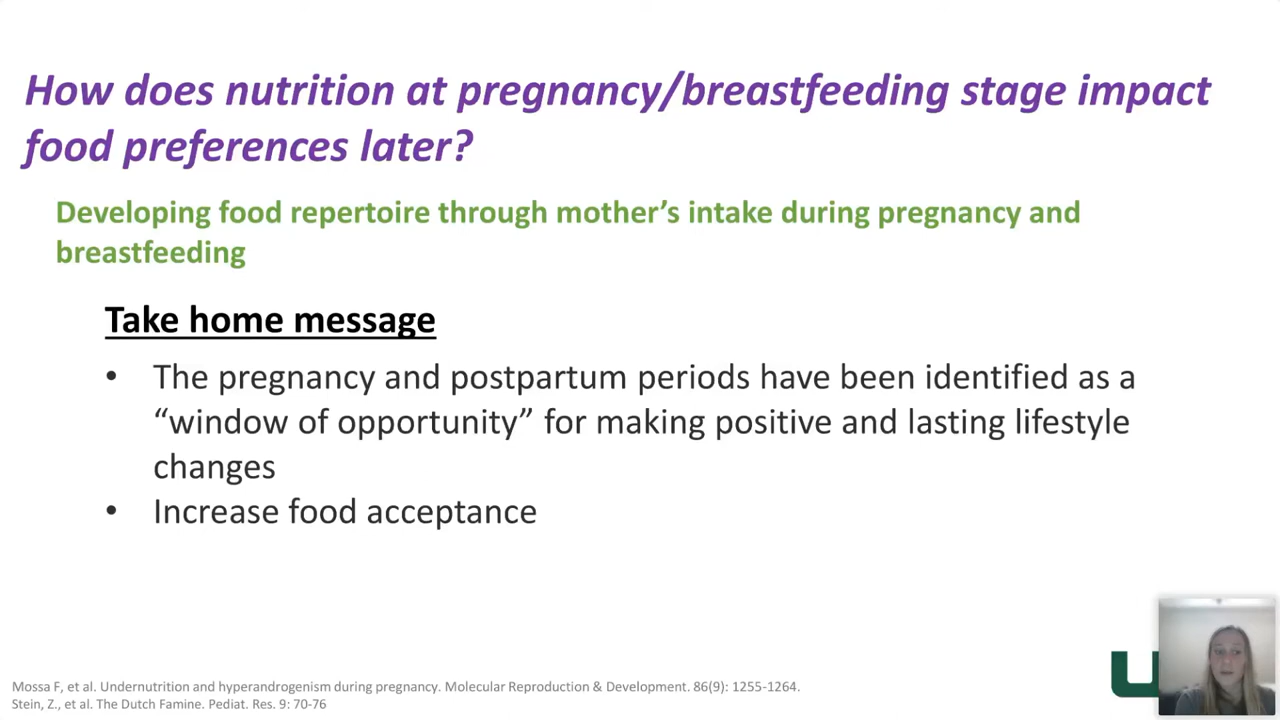 How does nutrition at pregnancy/breastfeeding stage impact
food preferences later?
Developing food repertoire through mother’s intake during pregnancy and
breastfeeding
Take home message
• The pregnancy and postpartum periods have been identified as a
“window of opportunity” for making positive and lasting lifestyle
changes
• Increase food acceptance
Mossa F, et al. Undernutrition and hyperandrogenism during pregnancy. Molecular Reproduction & Development. 86(9): 1255-1264.
Stein, Z., et al. The Dutch Famine. Pediat. Res. 9: 70-76